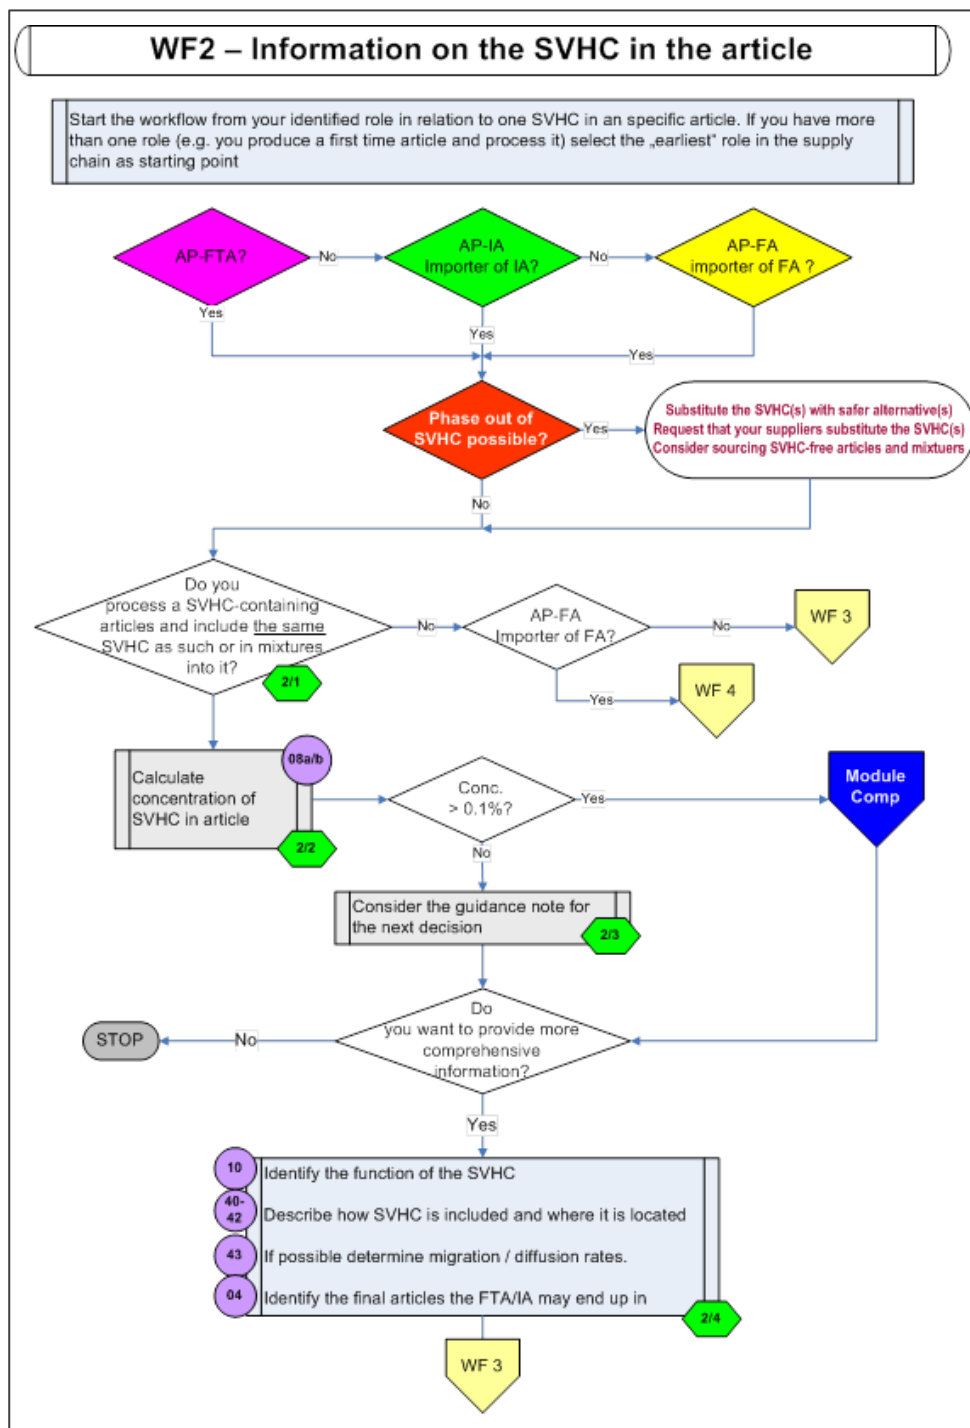 WF2 – Information on the SVHC in the article
Start the workflow from your identified role in relation to one SVHC in an specific article. If you have
more than one role (e.g. you produce a first time article and process it) select the „earliest" role in the supply
chain as starting point
AP-FTA?
No
AP-IA
Importer of IA?
No
AP-FA
importer of FA ?
Yes
Yes
Yes
Phase out of
SVHC possible?
Yes
Substitute the SVHC(s) with safer alternative(s)
Request that your suppliers substitute the SVHC(s)
Consider sourcing SVHC-free articles and mixtuers
No
Do you
process a SVHC-containing
articles and include the same
SVHC as such or in mixtures
into it?
2/1
No
AP-FA
Importer of FA?
No
WF 3
Yes
WF 4
Calculate
concentration of
SVHC in article
08a/b
2/2
Conc.
> 0.1%?
Yes
Module
Comp
No
Consider the guidance note for
the next decision
2/3
Do
you want to provide more
comprehensive
information?
No
STOP
Yes
10
Identify the function of the SVHC
40-
42
Describe how SVHC is included and where it is located
43
If possible determine migration / diffusion rates.
04
Identify the final articles the FTA/IA may end up in
2/4
WF 3